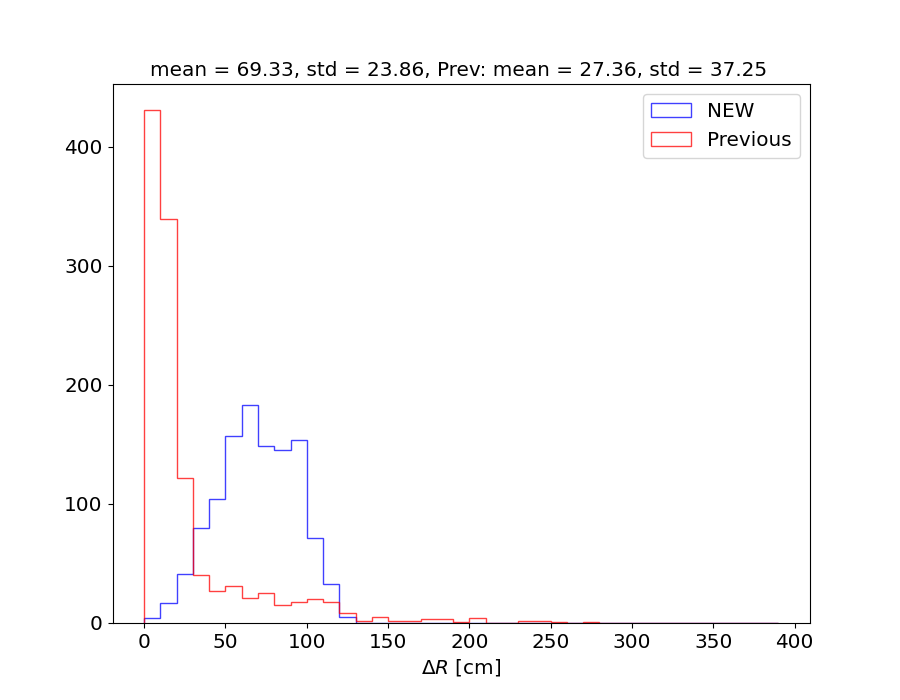 mean = 69.33, std = 23.86, Prev: mean = 27.36, std = 37.25
NEW
Previous
400
300
200
100
0
0 50 100 150 200 250 300 350 400
ΔR [cm]